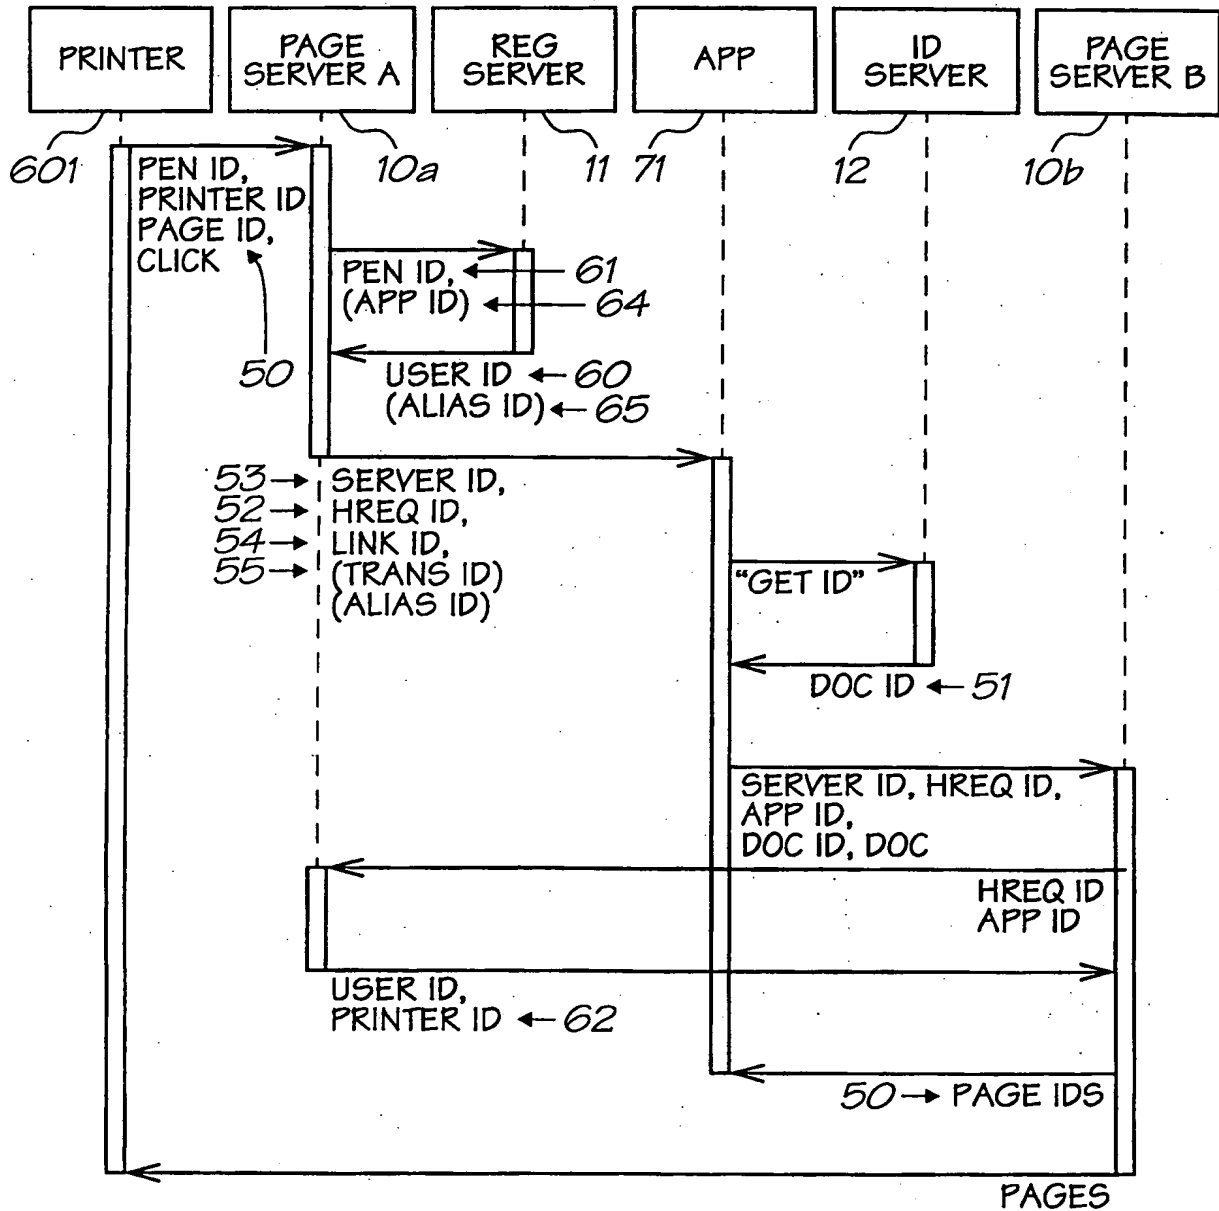 PRINTER
PAGE
SERVER A
REG
SERVER
APP
ID
SERVER
PAGE
SERVER B
601
10a
11
71
12
10b
PEN ID,
PRINTER ID
PAGE ID,
CLICK
50
PEN ID,
61
(APP ID)
64
USER ID
60
(ALIAS ID)
65
53
SERVER ID,
52
HREQ ID,
54
LINK ID,
55
(TRANS ID)
(ALIAS ID)
"GET ID"
DOC ID
51
SERVER ID, HREQ ID,
APP ID,
DOC ID, DOC
HREQ ID
APP ID
USER ID,
PRINTER ID
62
50
PAGE IDS
PAGES